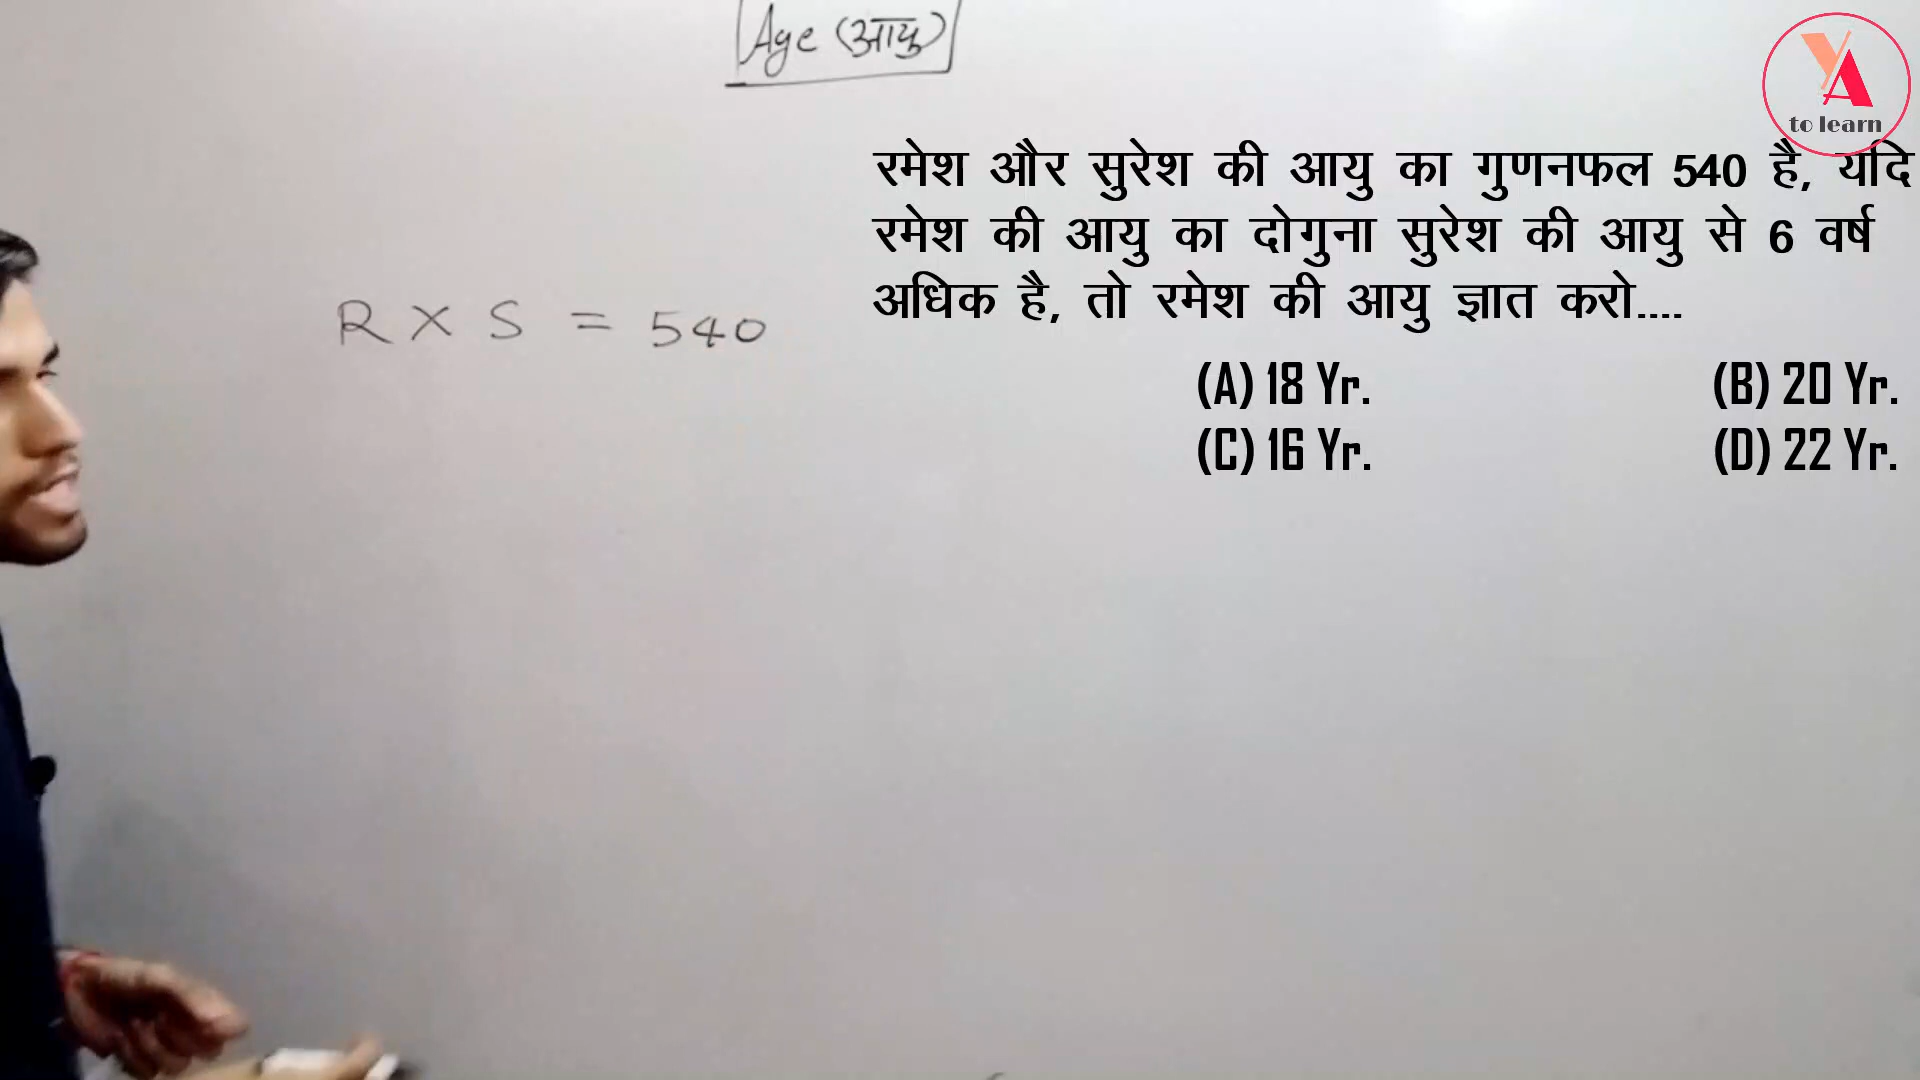 Age (आयु)
YA
to learn
रमेश और सुरेश की आयु का गुणनफल 540 है, यदि
रमेश की आयु का दोगुना सुरेश की आयु से 6 वर्ष
अधिक है, तो रमेश की आयु ज्ञात करो....
R X S = 540
(A) 18 Yr. (B) 20 Yr.
(C) 16 Yr. (D) 22 Yr.